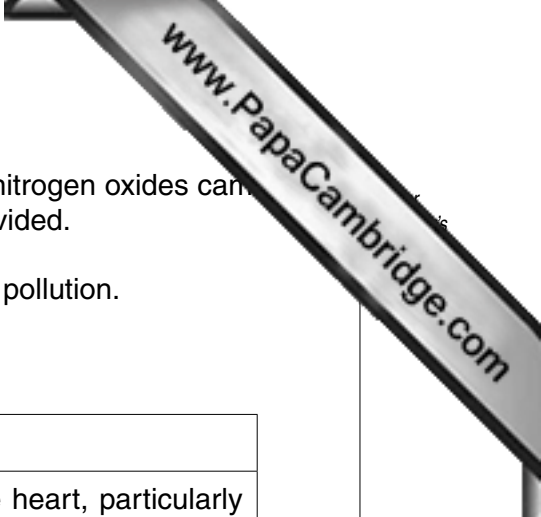 www.PapaCambridge.com
nitrogen oxides can
vided.
pollution.
heart, particularly